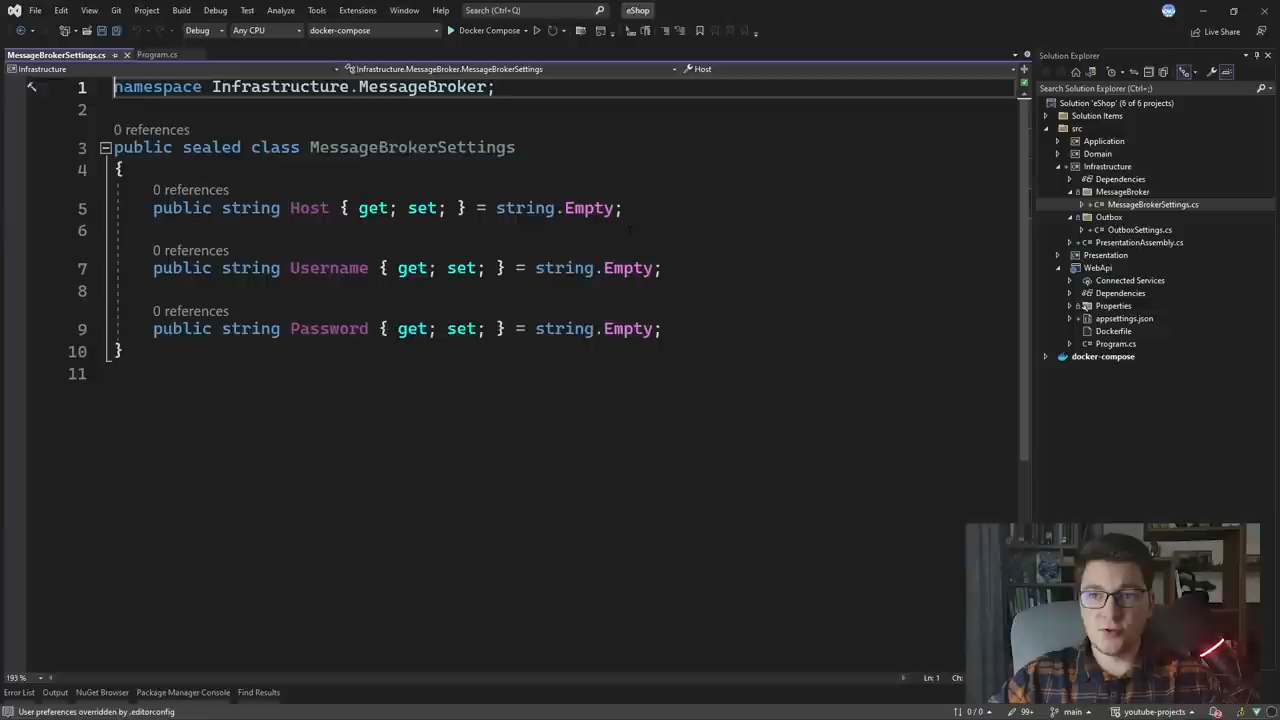 File Edit View Git Project Build Debug Test Analyze Tools Extensions Window Help Search (Ctrl+Q) eShop
Debug Any CPU docker-compose Docker Compose Live Share
MessageBrokerSettings.cs Program.cs
Infrastructure Infrastructure.MessageBroker.MessageBrokerSettings Host
1 namespace Infrastructure.MessageBroker;
2
0 references
3 public sealed class MessageBrokerSettings
4 {
0 references
5 public string Host { get; set; } = string.Empty;
6
0 references
7 public string Username { get; set; } = string.Empty;
8
0 references
9 public string Password { get; set; } = string.Empty;
10 }
11
193 % Ln: 1 Ch:
Error List Output NuGet Browser Package Manager Console Find Results
User preferences overridden by .editorconfig 0 / 0 99+ main youtube-projects
Solution Explorer
Search Solution Explorer (Ctrl+;)
Solution 'eShop' (6 of 6 projects)
Solution Items
src
Application
Domain
Infrastructure
Dependencies
MessageBroker
MessageBrokerSettings.cs
Outbox
OutboxSettings.cs
PresentationAssembly.cs
Presentation
WebApi
Connected Services
Dependencies
Properties
appsettings.json
Dockerfile
Program.cs
docker-compose